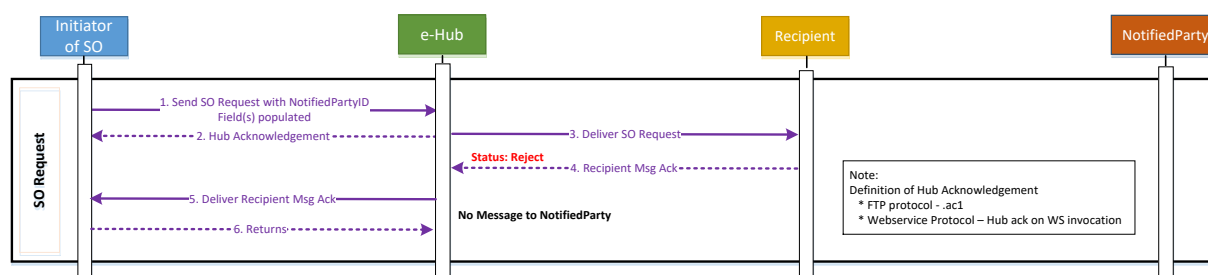 Initiator
of SO
e-Hub
Recipient
NotifiedParty
SO Request
1. Send SO Request with NotifiedPartyID
Field(s) populated
2. Hub Acknowledgement
3. Deliver SO Request
Status: Reject
4. Recipient Msg Ack
5. Deliver Recipient Msg Ack
No Message to NotifiedParty
6. Returns
Note:
Definition of Hub Acknowledgement
* FTP protocol - .ac1
* Webservice Protocol – Hub ack on WS invocation